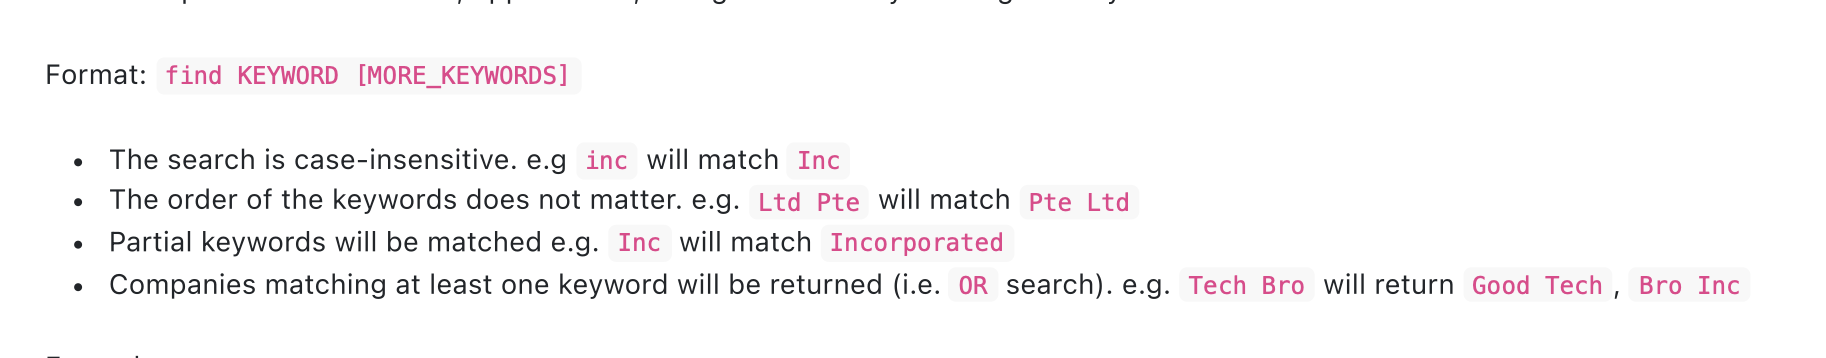 Format: find KEYWORD [MORE_KEYWORDS]
• The search is case-insensitive. e.g inc will match Inc
• The order of the keywords does not matter. e.g. Ltd Pte will match Pte Ltd
• Partial keywords will be matched e.g. Inc will match Incorporated
• Companies matching at least one keyword will be returned (i.e. OR search). e.g. Tech Bro will return Good Tech, Bro Inc